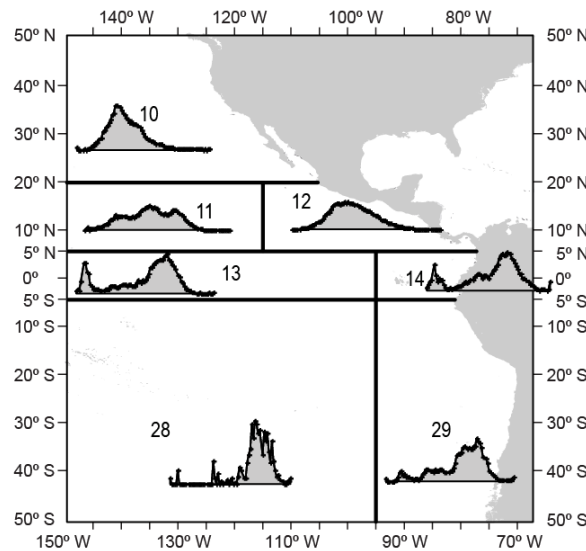 140º W 120º W 100º W 80º W
50º N 50º N
40º N 40º N
30º N 30º N
20º N 20º N
10º N 10º N
5º N 5º N
0º 0º
5º S 5º S
10º S 10º S
20º S 20º S
30º S 30º S
40º S 40º S
50º S 50º S
10
11 12
13 14
28 29
150º W 130º W 110º W 90º W 70º W